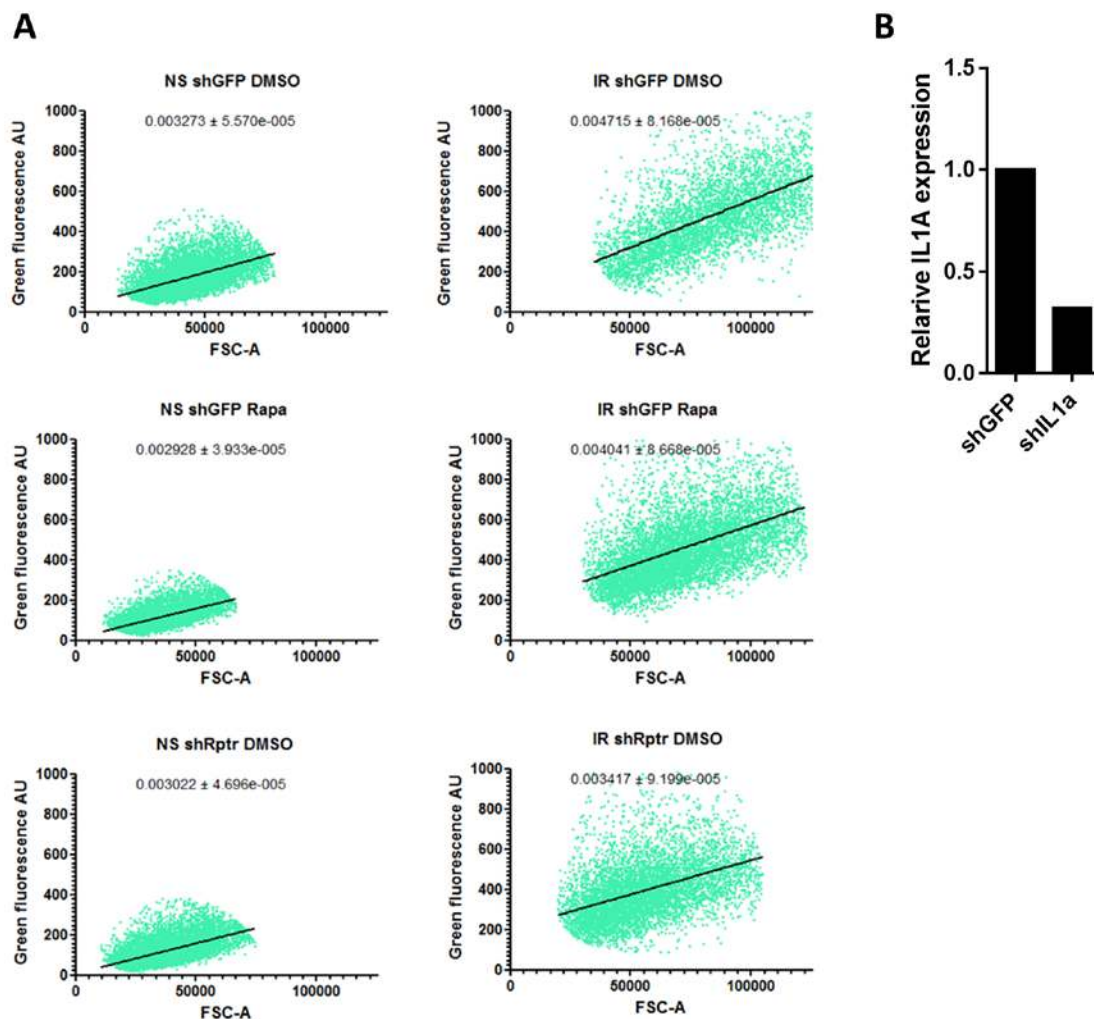 A
NS shGFP DMSO
0.003273 ± 5.570e-005
Green fluorescence AU
1000
800
600
400
200
0
0 50000 100000
FSC-A
IR shGFP DMSO
0.004715 ± 8.168e-005
Green fluorescence AU
1000
800
600
400
200
0
0 50000 100000
FSC-A
NS shGFP Rapa
0.002928 ± 3.933e-005
Green fluorescence AU
1000
800
600
400
200
0
0 50000 100000
FSC-A
IR shGFP Rapa
0.004041 ± 8.668e-005
Green fluorescence AU
1000
800
600
400
200
0
0 50000 100000
FSC-A
NS shRptr DMSO
0.003022 ± 4.696e-005
Green fluorescence AU
1000
800
600
400
200
0
0 50000 100000
FSC-A
IR shRptr DMSO
0.003417 ± 9.199e-005
Green fluorescence AU
1000
800
600
400
200
0
0 50000 100000
FSC-A
B
Relarive IL1A expression
1.5
1.0
0.5
0.0
shGFP
shIL1a